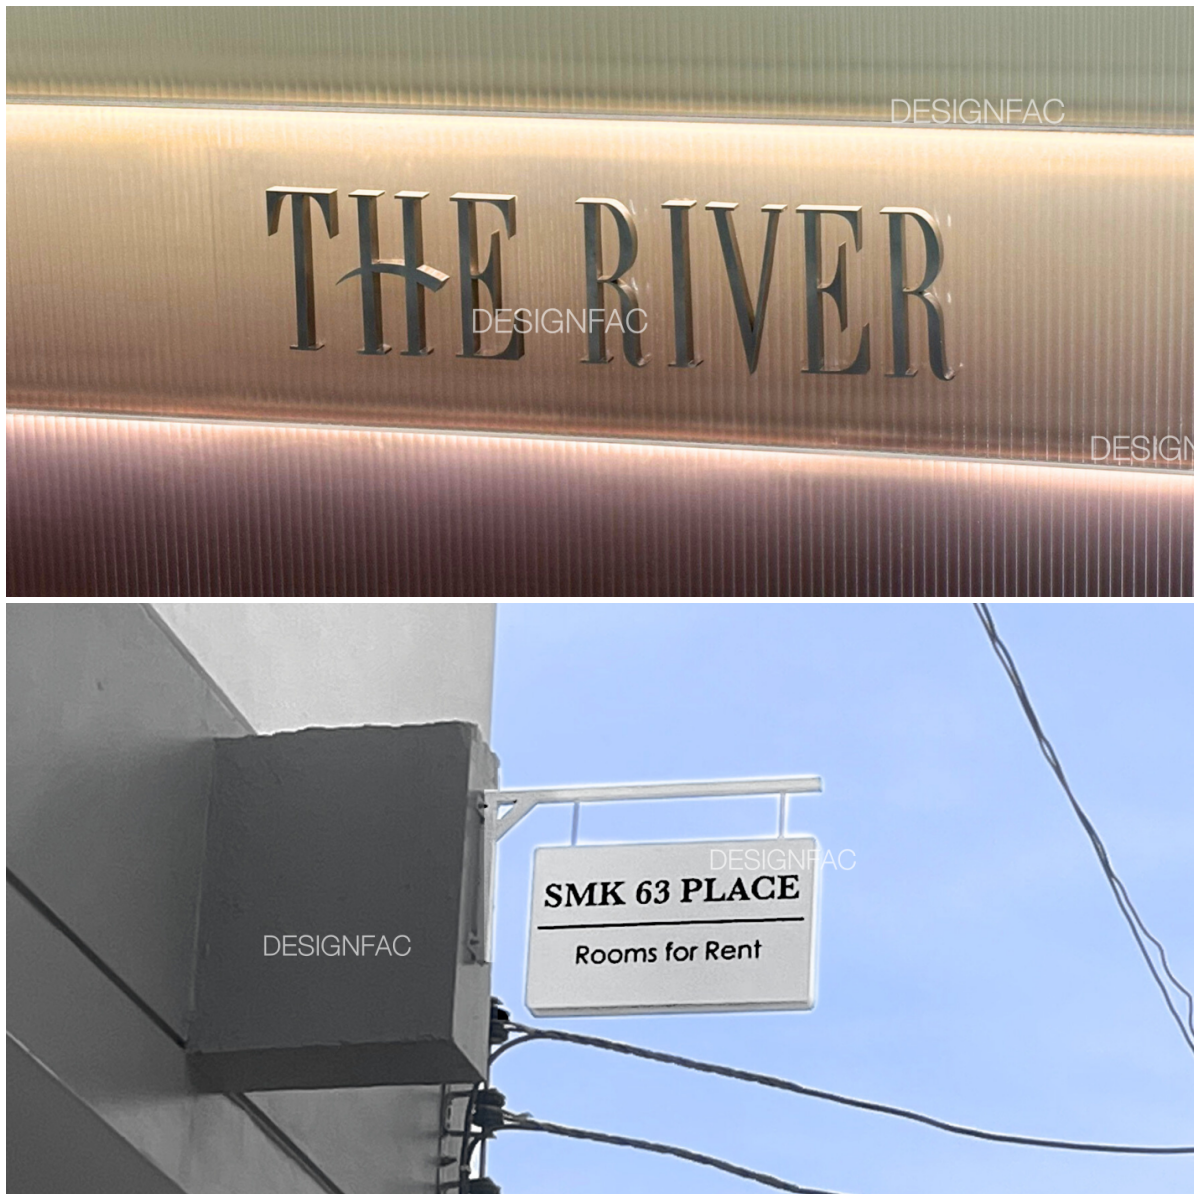 DESIGNFAC
THE RIVER
DESIGNFAC
DESIGN
DESIGNFAC
SMK 63 PLACE
Rooms for Rent
DESIGNFAC